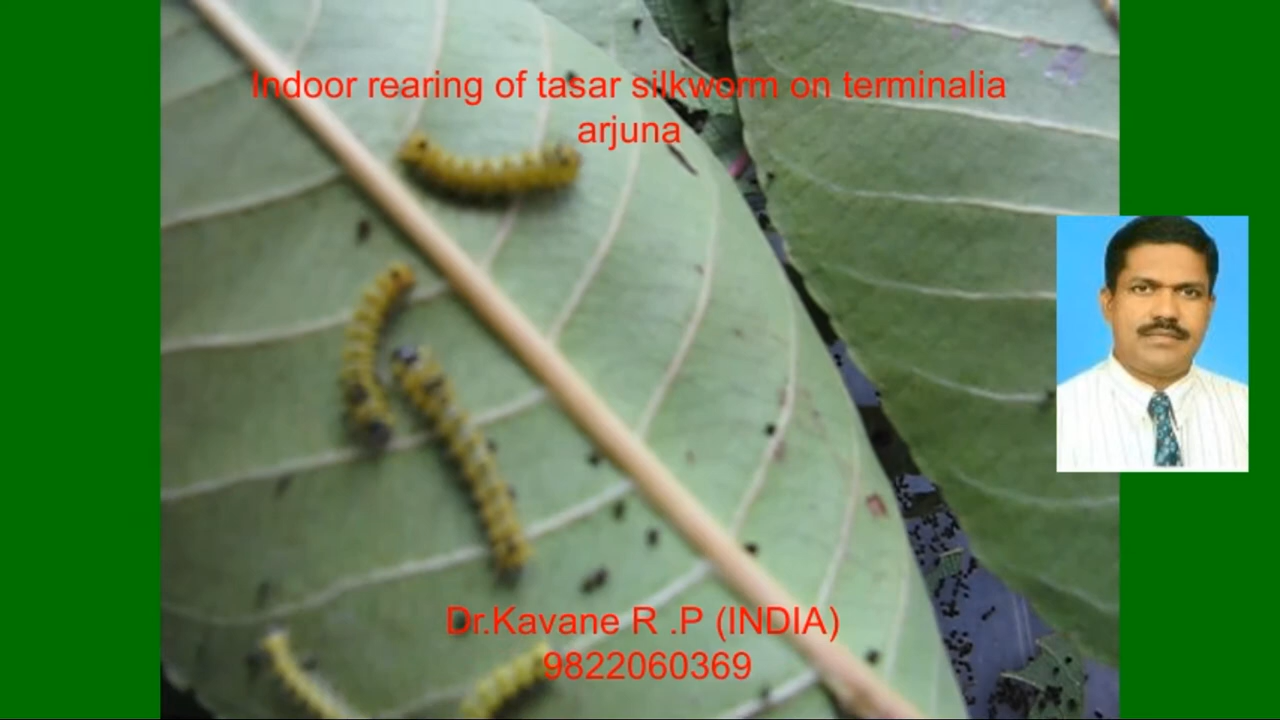 Indoor rearing of tasar silkworm on terminalia
arjuna
Dr.Kavane R .P (INDIA)
9822060369